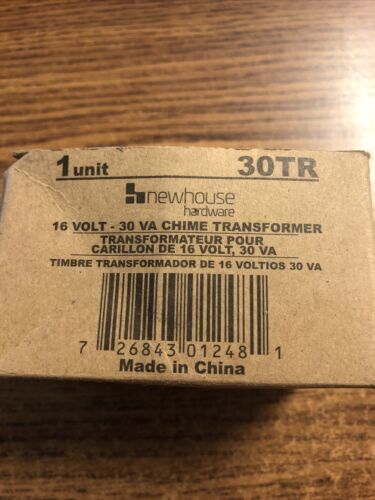 1 unit 30TR
newhouse
hardware
16 VOLT - 30 VA CHIME TRANSFORMER
TRANSFORMATEUR POUR
CARILLON DE 16 VOLT, 30 VA
TIMBRE TRANSFORMADOR DE 16 VOLTIOS 30 VA
7 26843 01248 1
Made in China